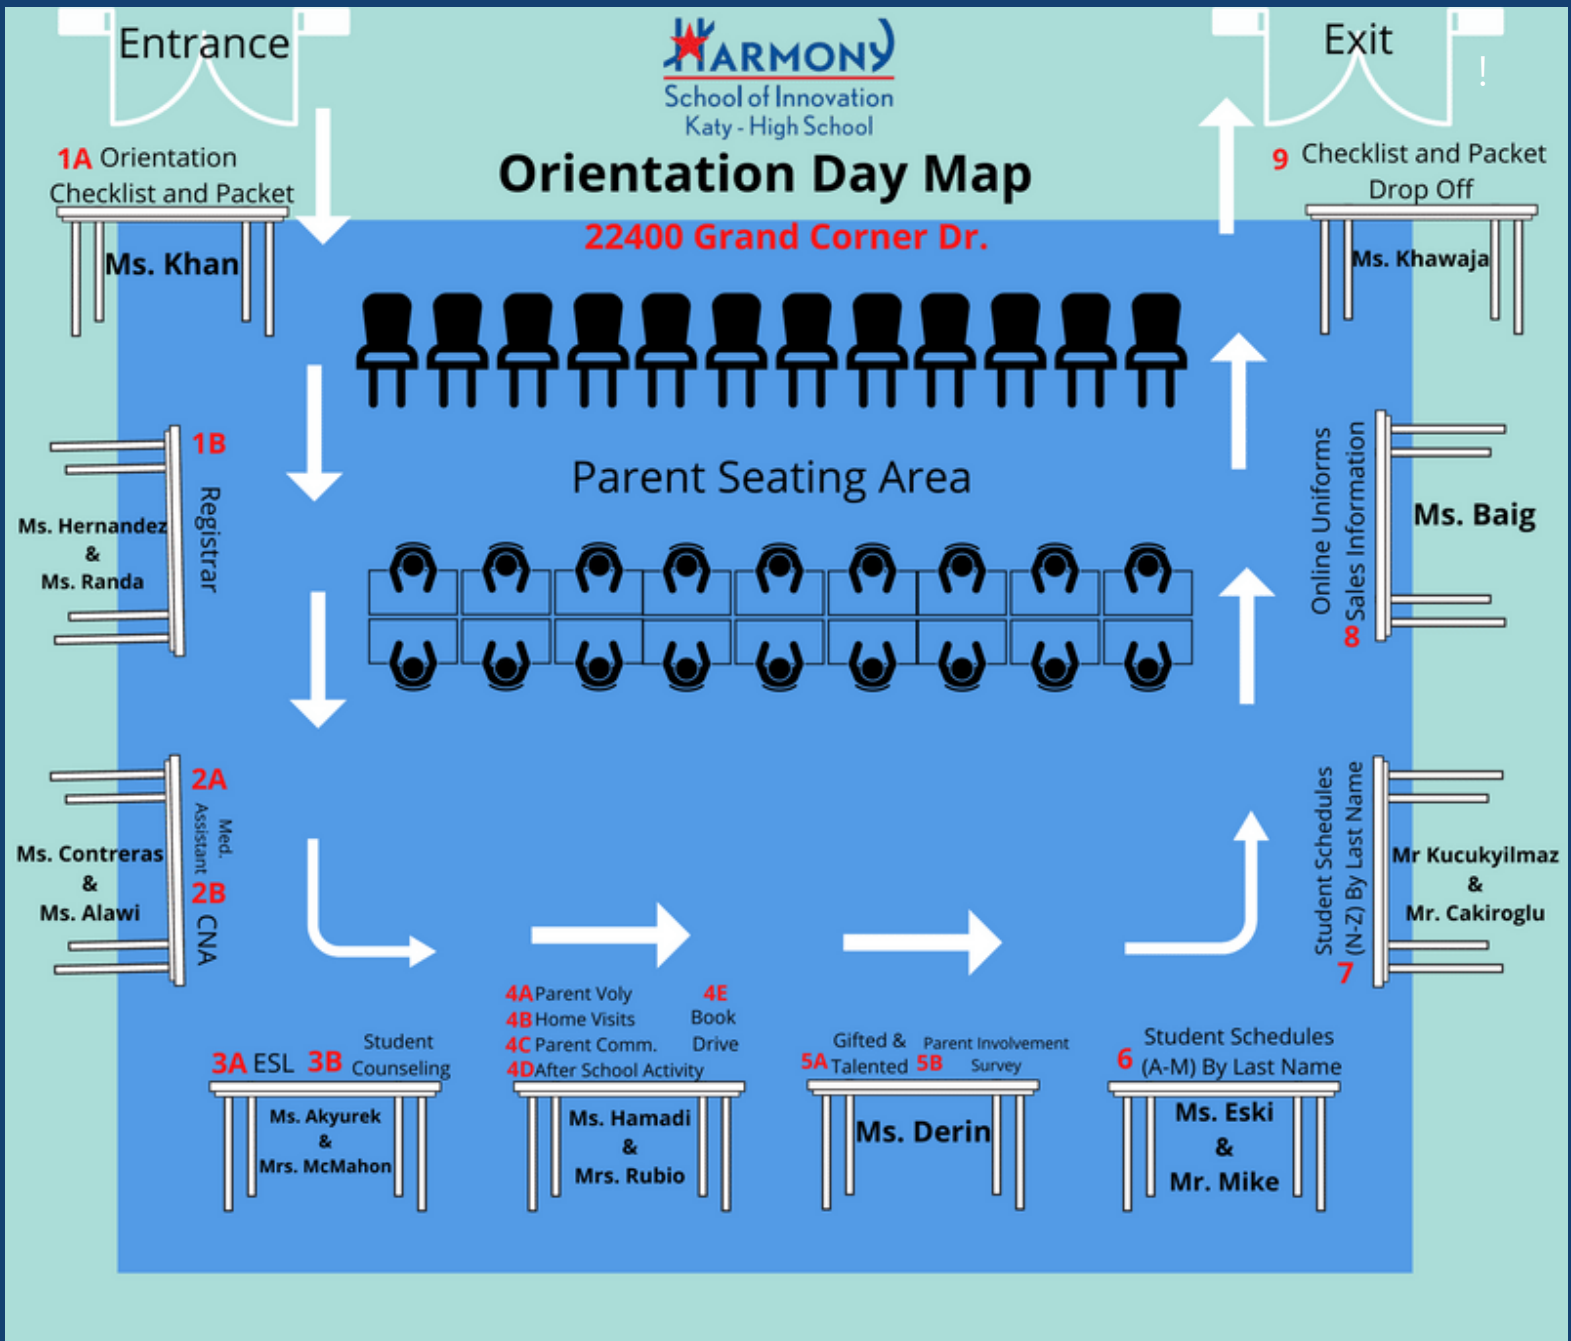 Entrance
HARMONY
School of Innovation
Katy - High School
Exit
!
Orientation Day Map
22400 Grand Corner Dr.
1A Orientation
Checklist and Packet
Ms. Khan
9 Checklist and Packet
Drop Off
Ms. Khawaja
1B
Registrar
Ms. Hernandez
&
Ms. Randa
Parent Seating Area
Online Uniforms
Sales Information
8
Ms. Baig
2A
Med.
Assistant
2B
CNA
Ms. Contreras
&
Ms. Alawi
Student Schedules
(N-Z) By Last Name
7
Mr Kucukyilmaz
&
Mr. Cakiroglu
3A ESL 3B Student
Counseling
Ms. Akyurek
&
Mrs. McMahon
4A Parent Voly
4B Home Visits
4C Parent Comm.
4D After School Activity
4E
Book
Drive
Ms. Hamadi
&
Mrs. Rubio
5A Gifted &
Talented
5B Parent Involvement
Survey
Ms. Derin
6 Student Schedules
(A-M) By Last Name
Ms. Eski
&
Mr. Mike